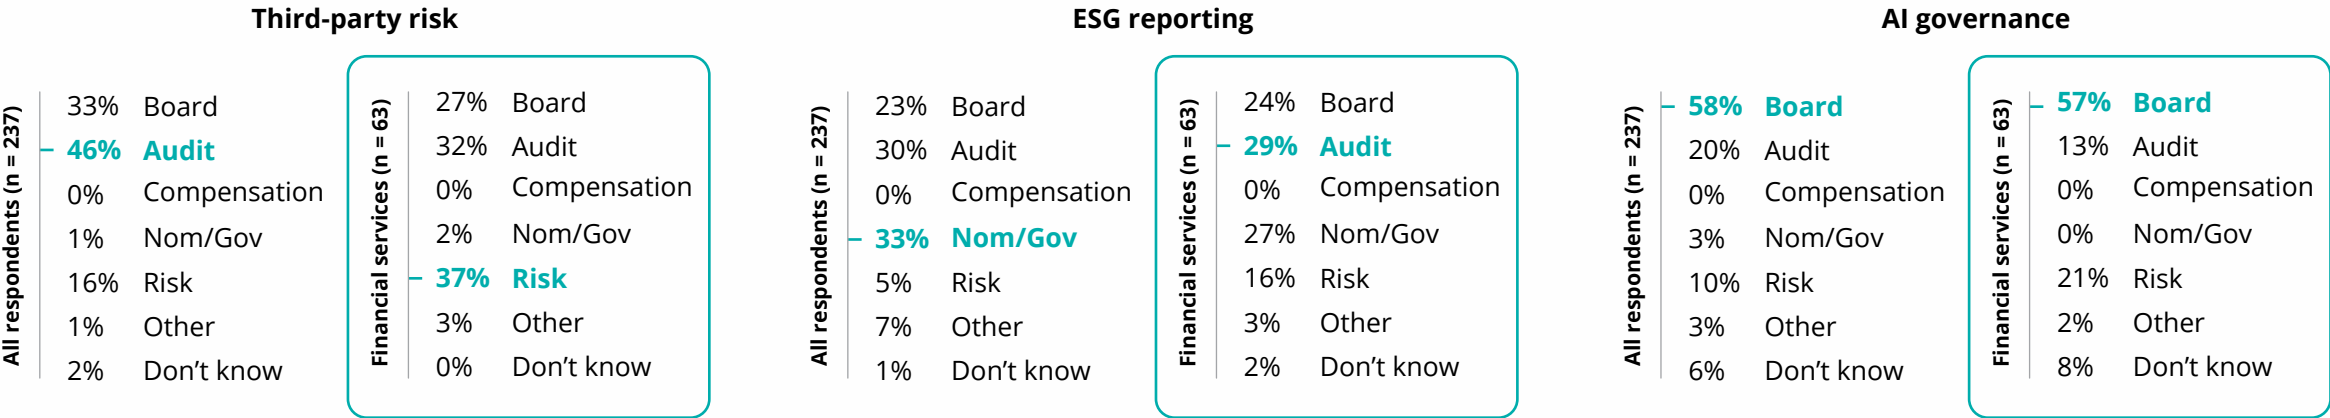 Third-party risk
All respondents (n = 237)
33% Board
46% Audit
0% Compensation
1% Nom/Gov
16% Risk
1% Other
2% Don’t know
Financial services (n = 63)
27% Board
32% Audit
0% Compensation
2% Nom/Gov
37% Risk
3% Other
0% Don’t know
ESG reporting
All respondents (n = 237)
23% Board
30% Audit
0% Compensation
33% Nom/Gov
5% Risk
7% Other
1% Don’t know
Financial services (n = 63)
24% Board
29% Audit
0% Compensation
27% Nom/Gov
16% Risk
3% Other
2% Don’t know
AI governance
All respondents (n = 237)
58% Board
20% Audit
0% Compensation
3% Nom/Gov
10% Risk
3% Other
6% Don’t know
Financial services (n = 63)
57% Board
13% Audit
0% Compensation
0% Nom/Gov
21% Risk
2% Other
8% Don’t know